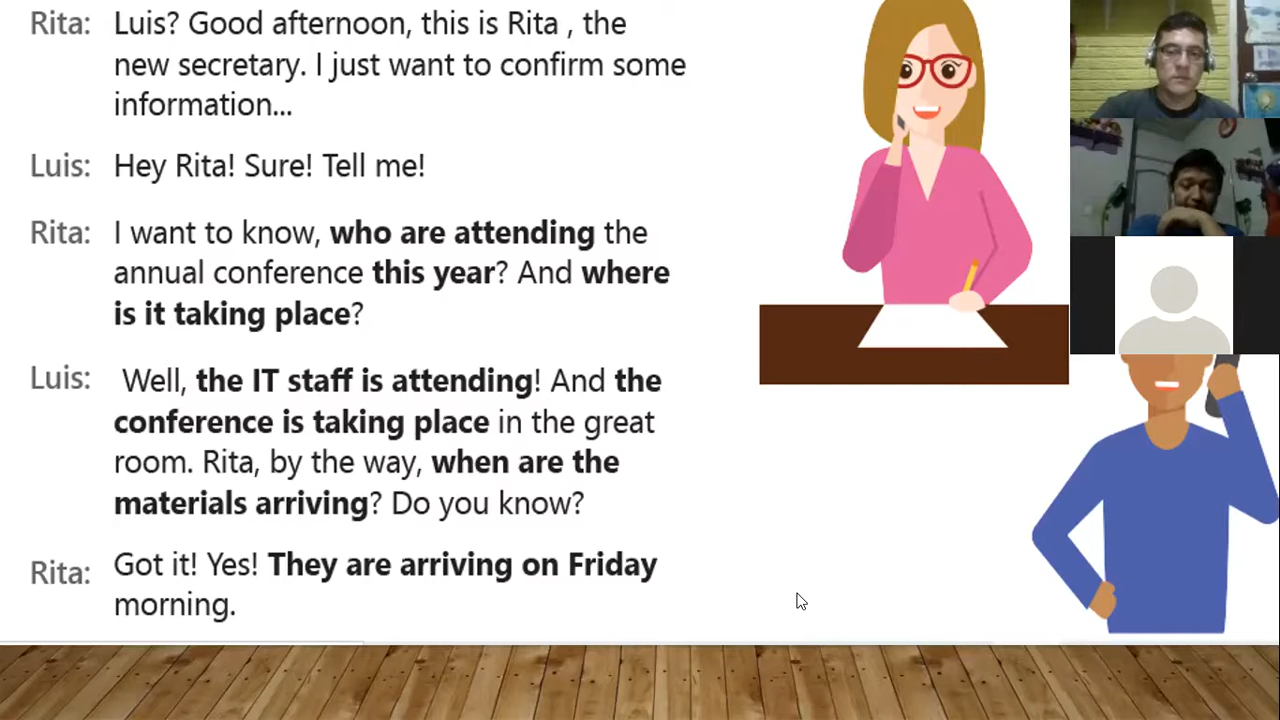 Rita: Luis? Good afternoon, this is Rita , the
new secretary. I just want to confirm some
information...
Luis: Hey Rita! Sure! Tell me!
Rita: I want to know, who are attending the
annual conference this year? And where
is it taking place?
Luis: Well, the IT staff is attending! And the
conference is taking place in the great
room. Rita, by the way, when are the
materials arriving? Do you know?
Rita: Got it! Yes! They are arriving on Friday
morning.